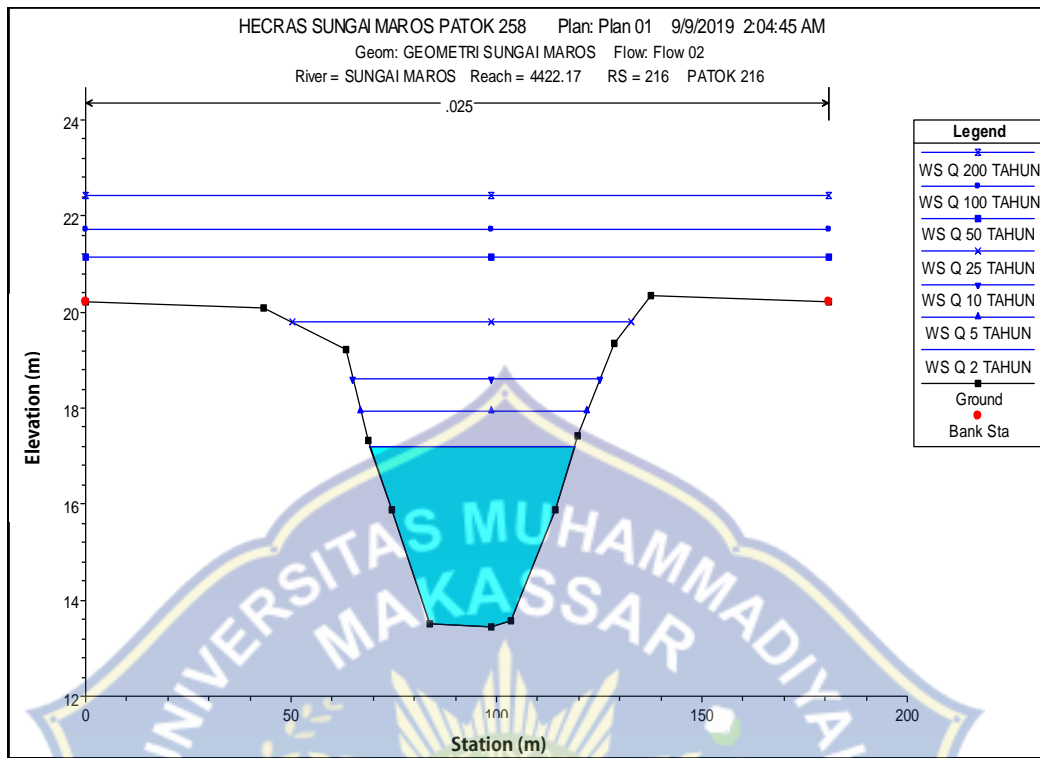 HECRAS SUNGAI MAROS PATOK 258 Plan: Plan 01 9/9/2019 2:04:45 AM
Geom: GEOMETRI SUNGAI MAROS Flow: Flow 02
River = SUNGAI MAROS Reach = 4422.17 RS = 216 PATOK 216
.025
24
22
20
18
16
14
12
Elevation (m)
0
50
100
150
200
Station (m)
Legend
WS Q 200 TAHUN
WS Q 100 TAHUN
WS Q 50 TAHUN
WS Q 25 TAHUN
WS Q 10 TAHUN
WS Q 5 TAHUN
WS Q 2 TAHUN
Ground
Bank Sta
UNIVERSITAS MUHAMMADIYA
MAKASSAR